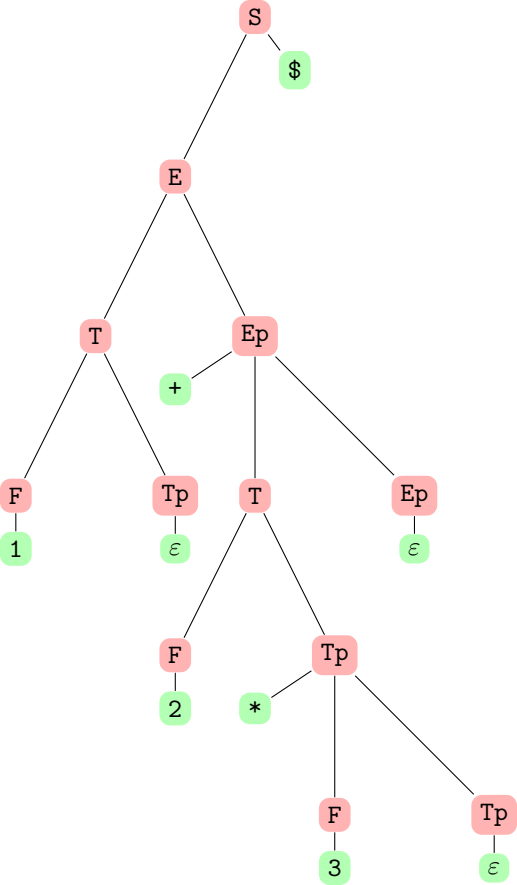 S
$
E
T Ep
+
F Tp T Ep
1 ε ε
F Tp
2 *
F Tp
3 ε